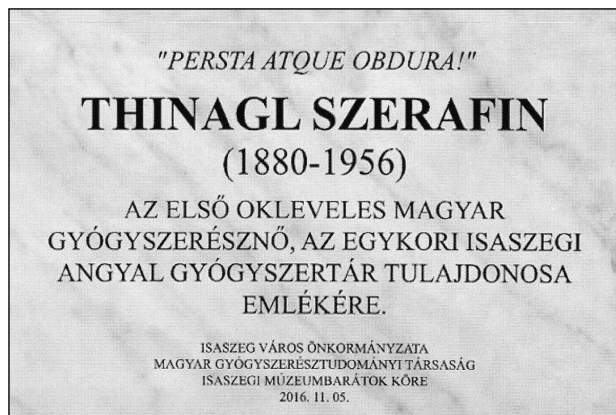 "PERSTA ATQUE OBDURA!"
THINAGL SZERAFIN
(1880-1956)
AZ ELSŐ OKLEVELES MAGYAR
GYÓGYSZERÉSZNŐ, AZ EGYKORI ISASZEGI
ANGYAL GYÓGYSZERTÁR TULAJDONOSA
EMLÉKÉRE.
ISASZEG VÁROS ÖNKORMÁNYZATA
MAGYAR GYÓGYSZERÉSZTUDOMÁNYI TÁRSASÁG
ISASZEGI MÚZEUMBARÁTOK KÖRE
2016. 11. 05.